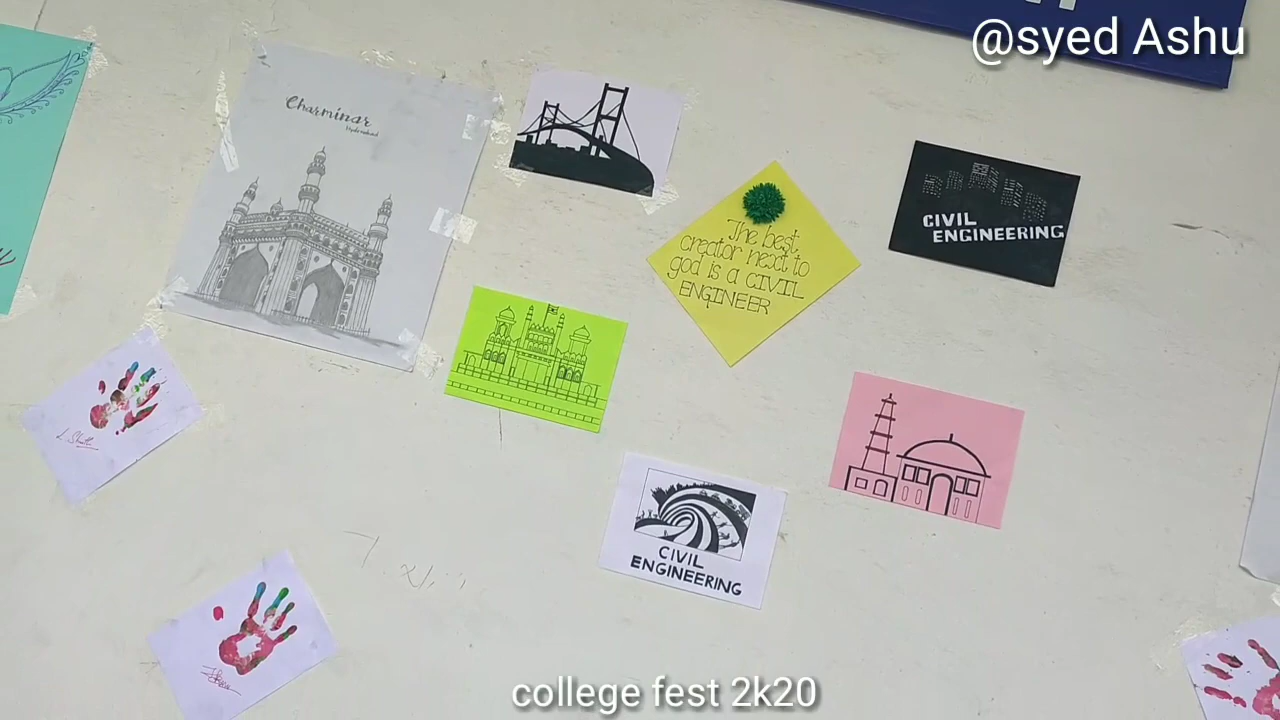 @syed Ashu
Charminar
Hyderabad
The best
creator next to
god is a CIVIL
ENGINEER
CIVIL
ENGINEERING
CIVIL
ENGINEERING
college fest 2k20